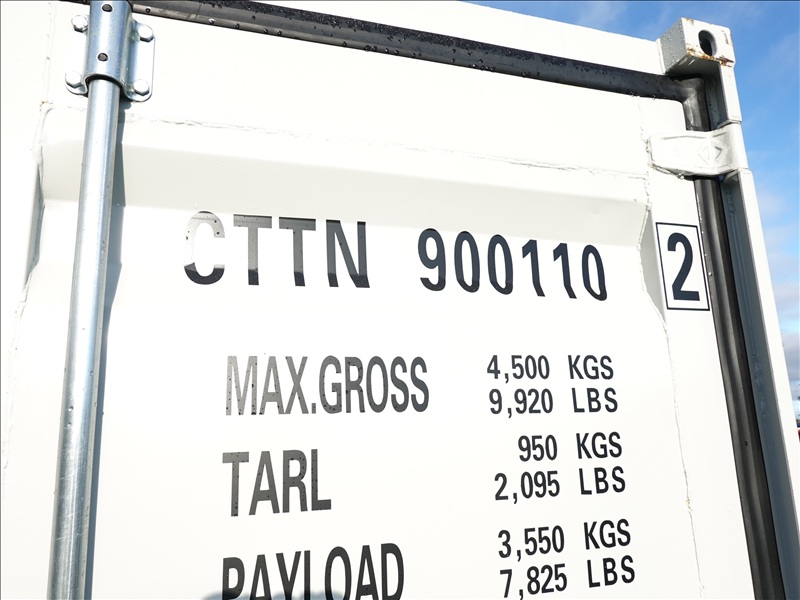 CTTN 900110 2
MAX.GROSS 4,500 KGS
9,920 LBS
TARL 950 KGS
2,095 LBS
PAYLOAD 3,550 KGS
7,825 LBS